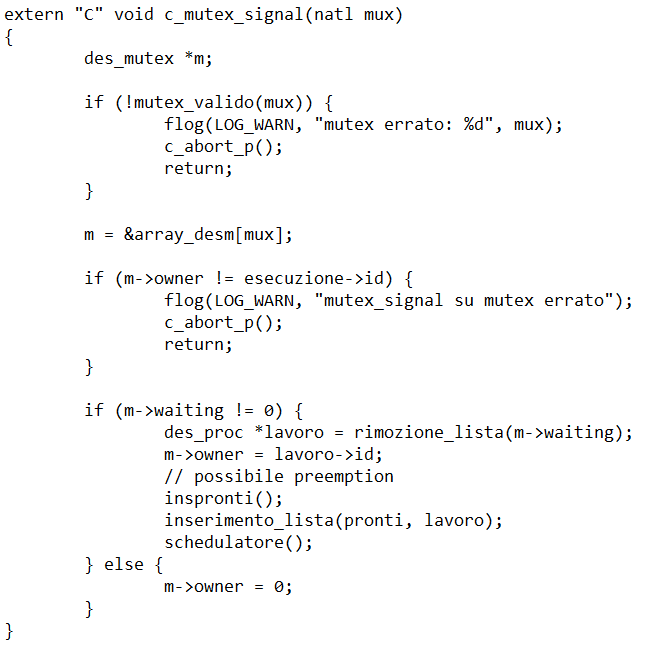 extern "C" void c_mutex_signal(natl mux)
{
        des_mutex *m;

        if (!mutex_valido(mux)) {
                flog(LOG_WARN, "mutex errato: %d", mux);
                c_abort_p();
                return;
        }

        m = &array_desm[mux];

        if (m->owner != esecuzione->id) {
                flog(LOG_WARN, "mutex_signal su mutex errato");
                c_abort_p();
                return;
        }

        if (m->waiting != 0) {
                des_proc *lavoro = rimozione_lista(m->waiting);
                m->owner = lavoro->id;
                // possibile preemption
                inspronti();
                inserimento_lista(pronti, lavoro);
                schedulatore();
        } else {
                m->owner = 0;
        }
}